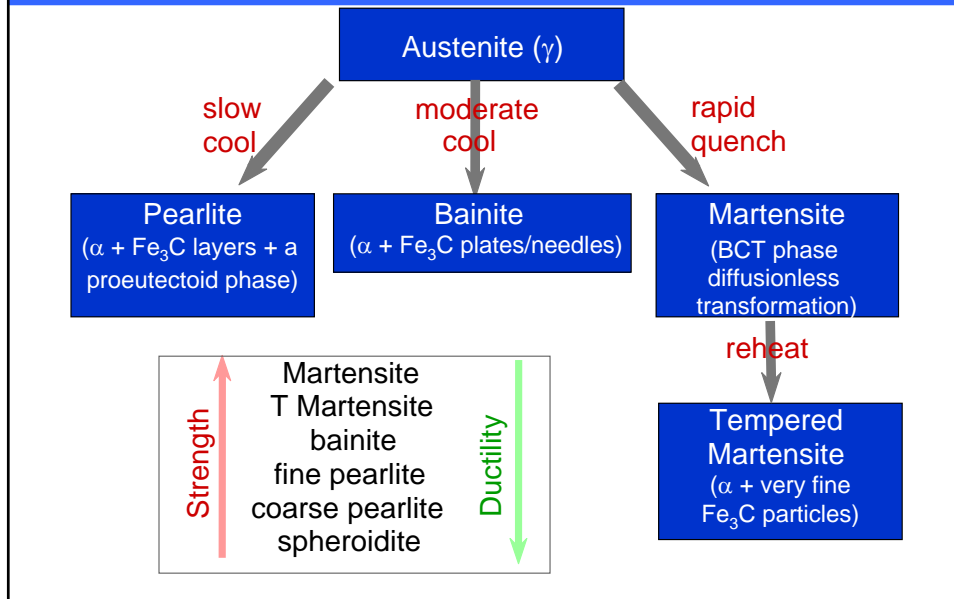 Austenite (γ)
slow
cool
moderate
cool
rapid
quench
Pearlite
(α + Fe₃C layers + a
proeutectoid phase)
Bainite
(α + Fe₃C plates/needles)
Martensite
(BCT phase
diffusionless
transformation)
reheat
Tempered
Martensite
(α + very fine
Fe₃C particles)
Strength
Martensite
T Martensite
bainite
fine pearlite
coarse pearlite
spheroidite
Ductility